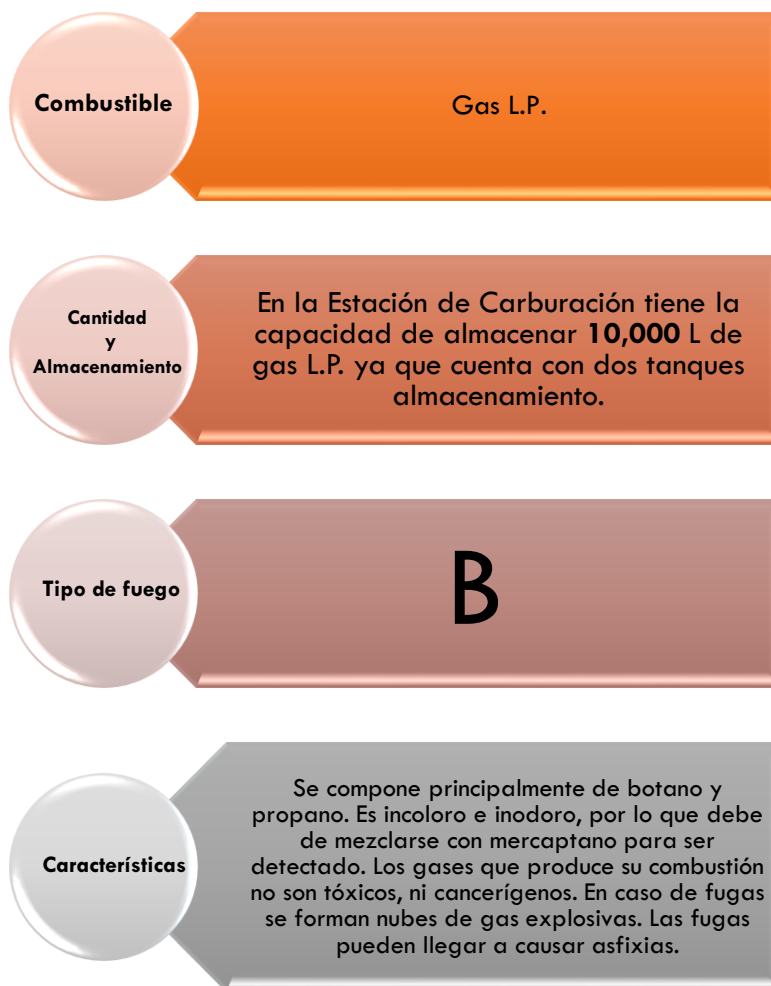 Combustible
Gas L.P.
Cantidad
y
Almacenamiento
En la Estación de Carburación tiene la
capacidad de almacenar 10,000 L de
gas L.P. ya que cuenta con dos tanques
almacenamiento.
Tipo de fuego
B
Características
Se compone principalmente de botano y
propano. Es incoloro e inodoro, por lo que debe
de mezclarse con mercaptano para ser
detectado. Los gases que produce su combustión
no son tóxicos, ni cancerígenos. En caso de fugas
se forman nubes de gas explosivas. Las fugas
pueden llegar a causar asfixias.